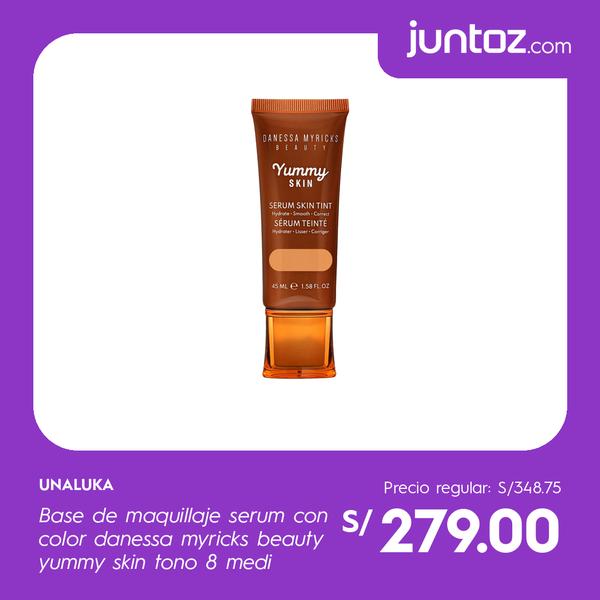 juntoz.com
DANESSA MYRICKS
BEAUTY
Yummy
SKIN
SERUM SKIN TINT
Hydrate • Smooth • Correct
SÉRUM TEINTÉ
Hydrater • Lisser • Corriger
45 ML ℮ 1.58 FL. OZ
UNALUKA
Base de maquillaje serum con
color danessa myricks beauty
yummy skin tono 8 medi
Precio regular: S/348.75
S/ 279.00